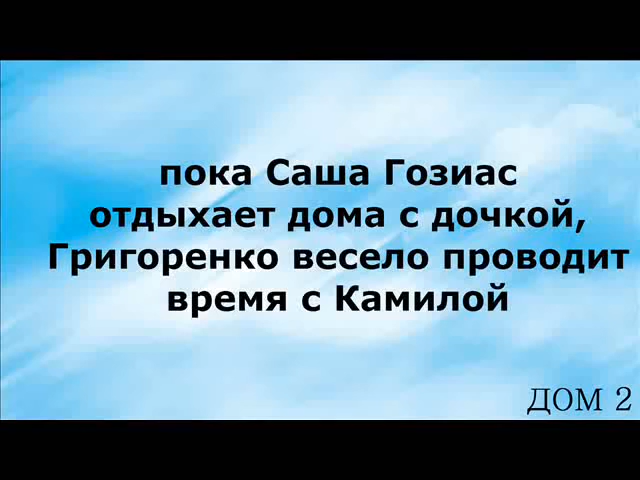 пока Саша Гозиас
отдыхает дома с дочкой,
Григоренко весело проводит
время с Камилой
ДОМ 2